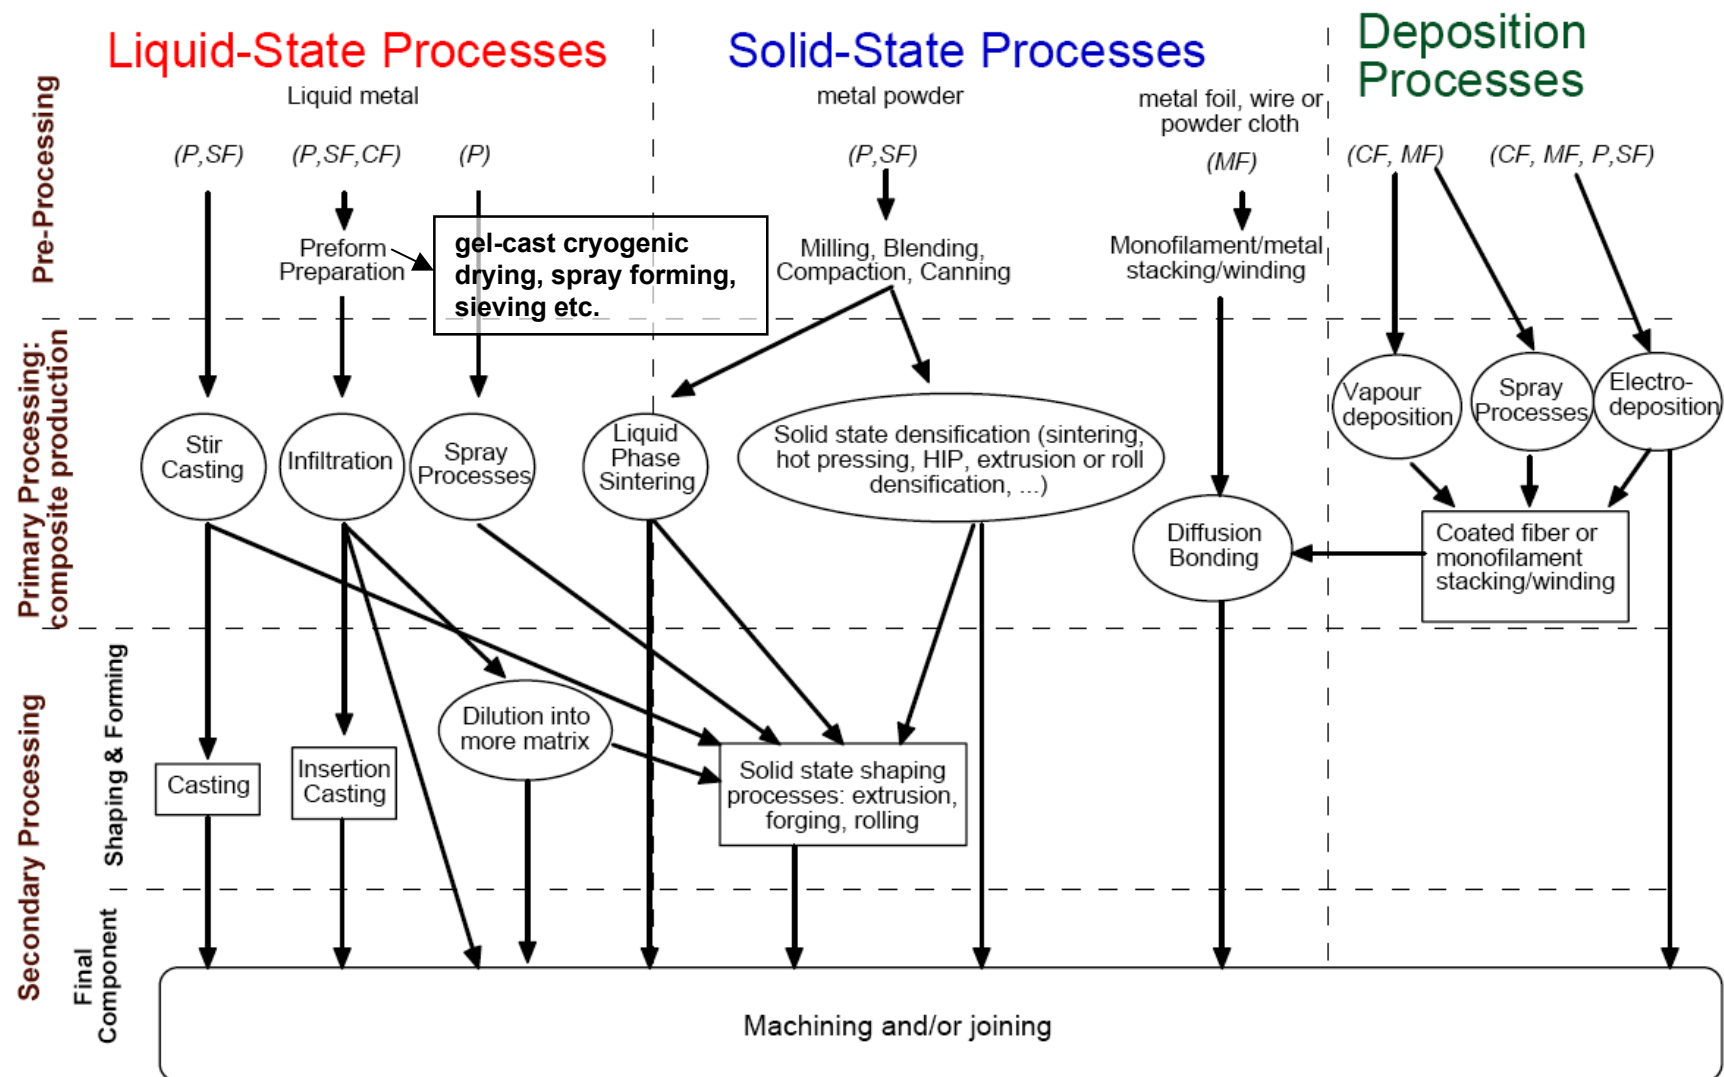 Liquid-State Processes
Solid-State Processes
Deposition
Processes
Liquid metal
metal powder
metal foil, wire or
powder cloth
Pre-Processing
(P,SF)
(P,SF,CF)
(P)
(P,SF)
(MF)
(CF, MF)
(CF, MF, P,SF)
Preform
Preparation
gel-cast cryogenic
drying, spray forming,
sieving etc.
Milling, Blending,
Compaction, Canning
Monofilament/metal
stacking/winding
Primary Processing:
composite production
Stir
Casting
Infiltration
Spray
Processes
Liquid
Phase
Sintering
Solid state densification (sintering,
hot pressing, HIP, extrusion or roll
densification, ...)
Diffusion
Bonding
Vapour
deposition
Spray
Processes
Electro-
deposition
Coated fiber or
monofilament
stacking/winding
Secondary Processing
Shaping & Forming
Casting
Insertion
Casting
Dilution into
more matrix
Solid state shaping
processes: extrusion,
forging, rolling
Final
Component
Machining and/or joining